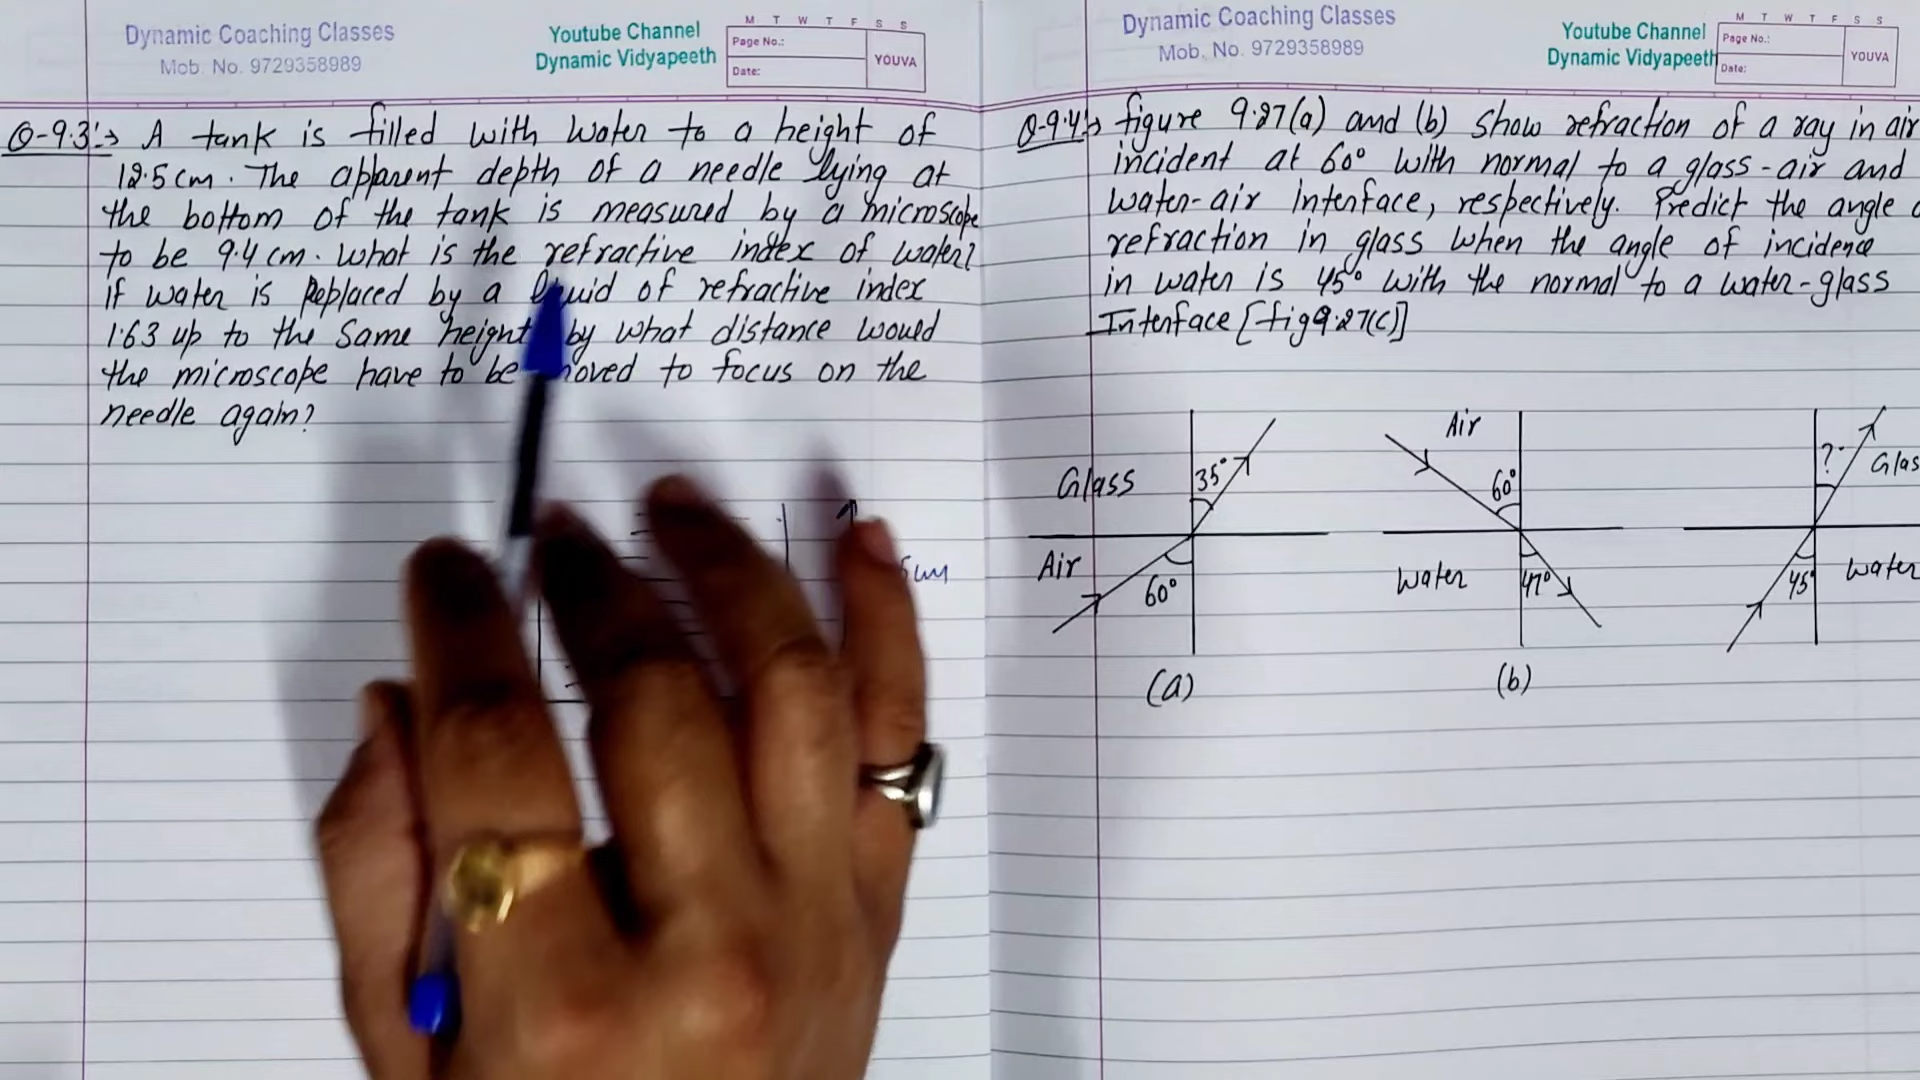 Dynamic Coaching Classes
Mob. No. 9729358989
Youtube Channel
Dynamic Vidyapeeth
M T W T F S S
Page No.:
Date:
YOUVA
Q-9.3:→ A tank is filled with water to a height of
12.5 cm. The apparent depth of a needle lying at
the bottom of the tank is measured by a microscope
to be 9.4 cm. What is the refractive index of water?
if water is Replaced by a of refractive index
1.63 up to the Same height by what distance would
the microscope have to be to focus on the
needle again?
cm
Dynamic Coaching Classes
Mob. No. 9729358989
Youtube Channel
Dynamic Vidyapeeth
M T W T F S S
Page No.:
Date:
YOUVA
Q-9.4:→ figure 9.27(a) and (b) Show refraction of a ray in air
incident at 60° with normal to a glass-air and
water-air interface, respectively. Predict the angle
refraction in glass when the angle of incidence
in water is 45° with the normal to a water-glass
Interface [fig 9.27(c)]
Glass 35°
Air 60°
(a)
Air 60°
Water 47°
(b)
? Glas
45° Water